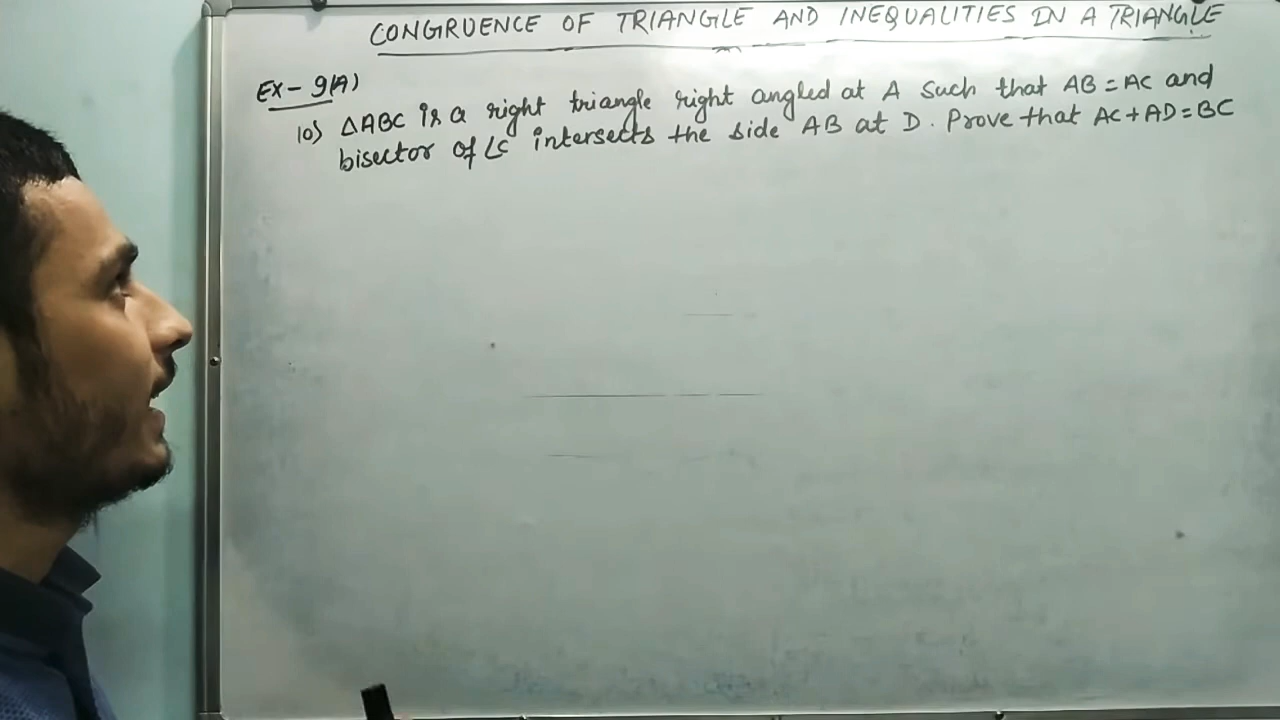 CONGRUENCE OF TRIANGLE AND INEQUALITIES IN A TRIANGLE
Ex - 9(A)
10) △ABC is a right triangle right angled at A such that AB = AC and
bisector of ∠C intersects the side AB at D. Prove that AC + AD = BC